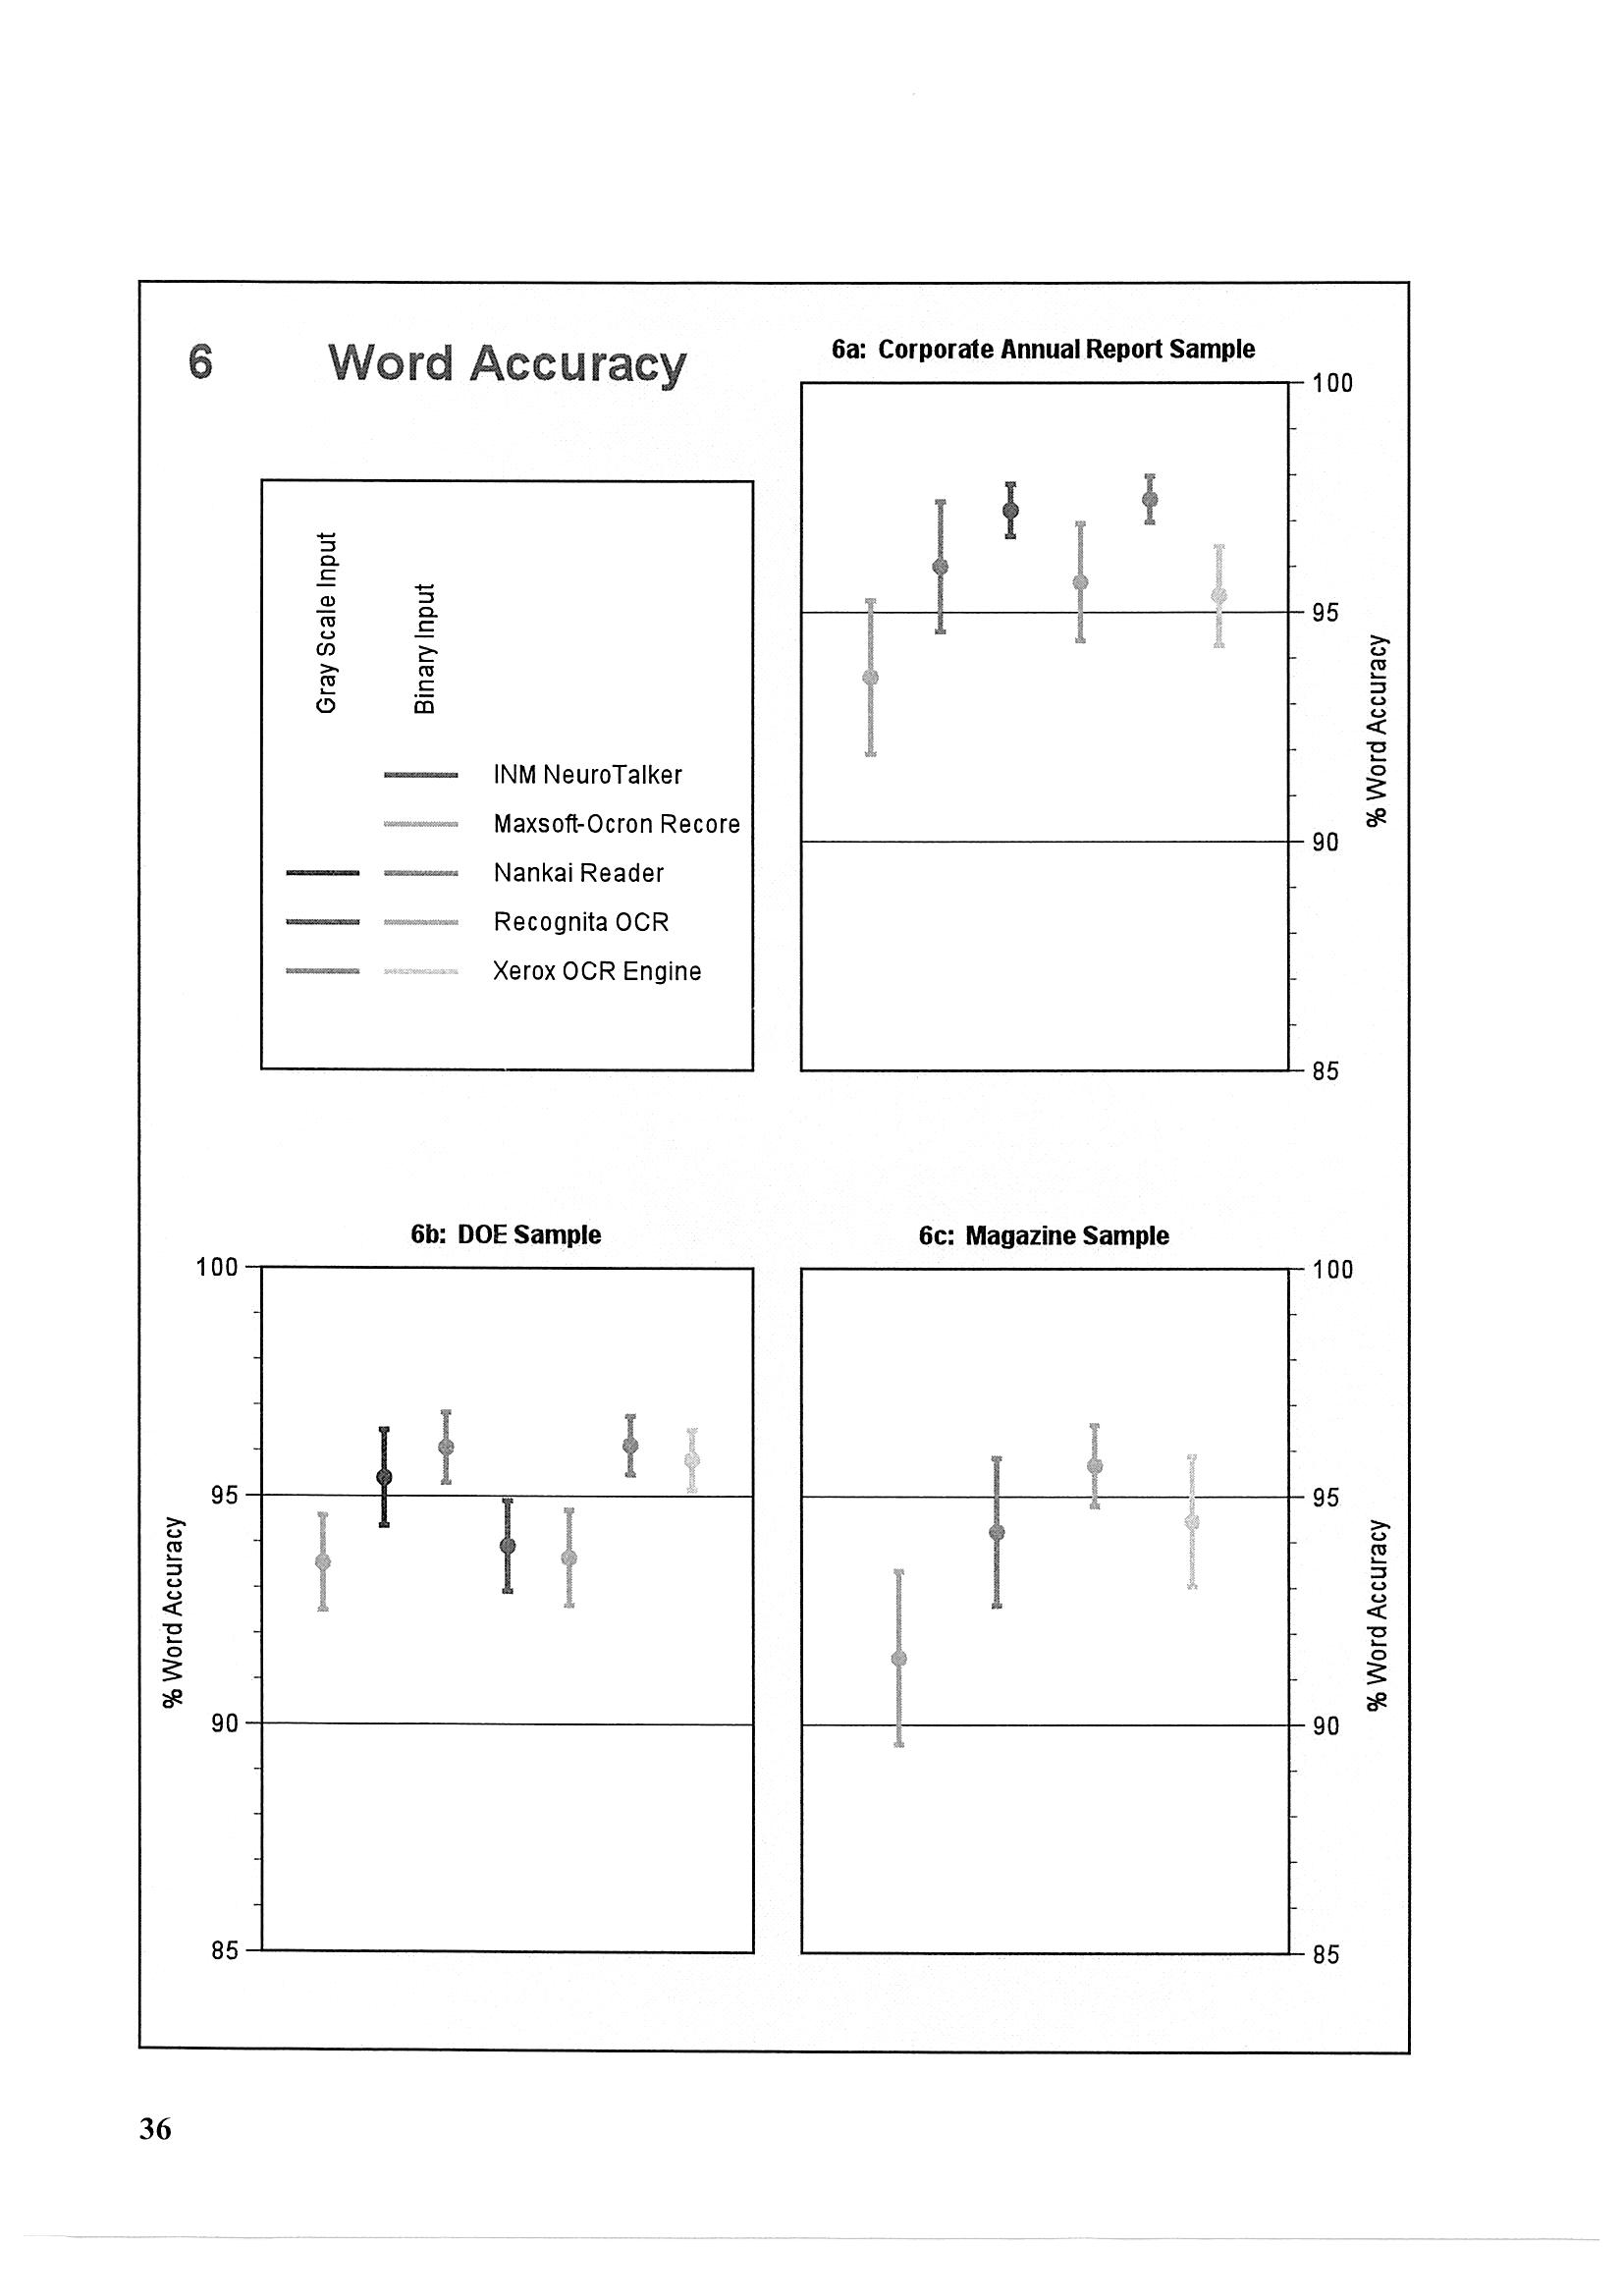 6 Word Accuracy
Gray Scale Input
Binary Input
INM NeuroTalker
Maxsoft-Ocron Recore
Nankai Reader
Recognita OCR
Xerox OCR Engine
6a: Corporate Annual Report Sample
100
95
90
85
% Word Accuracy
6b: DOE Sample
100
95
90
85
% Word Accuracy
6c: Magazine Sample
100
95
90
85
% Word Accuracy
36